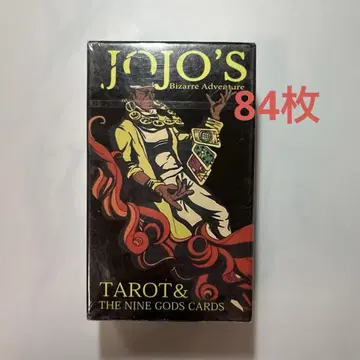 JOJO'S
Bizarre Adventure
84枚
TAROT&
THE NINE GODS CARDS